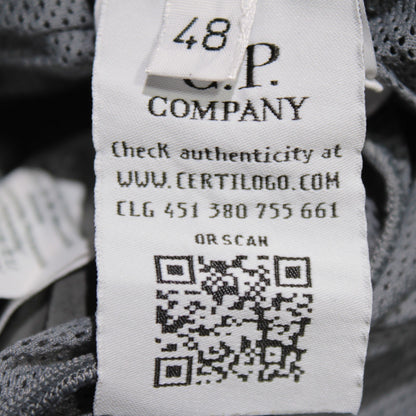 48
C.P.
COMPANY
Check authenticity at
WWW.CERTILOGO.COM
CLG 451 380 755 661
OR SCAN